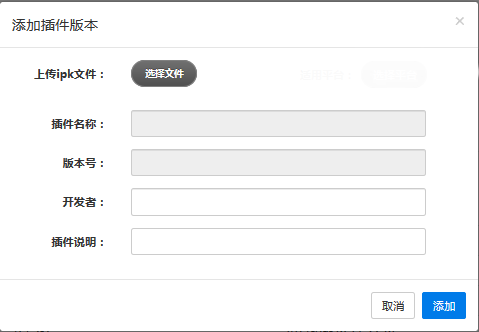 添加插件版本
×
上传ipk文件：
选择文件
插件名称：
版本号：
开发者：
插件说明：
取消
添加